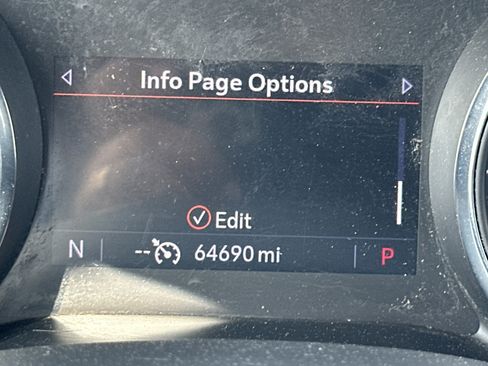 Info Page Options
Edit
N -- 64690 mi P